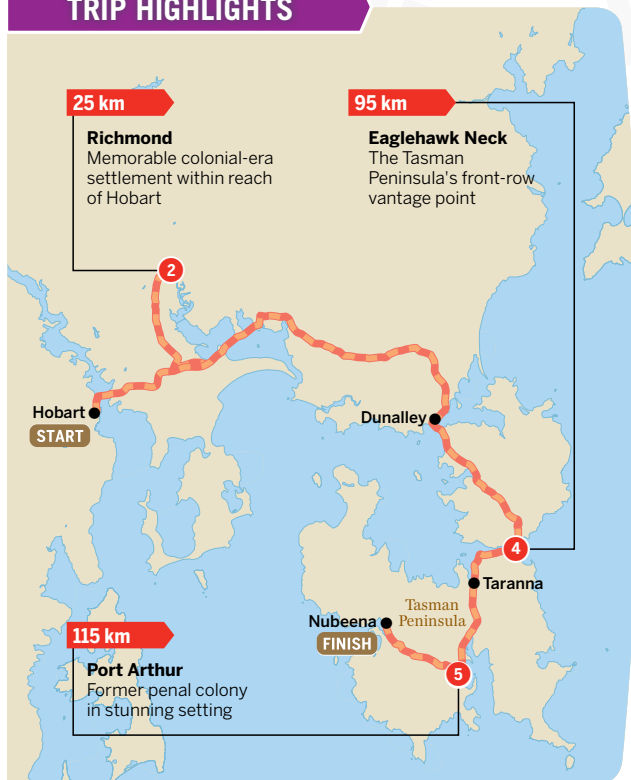 TRIP HIGHLIGHTS
25 km
Richmond
Memorable colonial-era
settlement within reach
of Hobart
95 km
Eaglehawk Neck
The Tasman
Peninsula's front-row
vantage point
2
Hobart
START
Dunalley
4
Taranna
Tasman
Peninsula
Nubeena
FINISH
5
115 km
Port Arthur
Former penal colony
in stunning setting